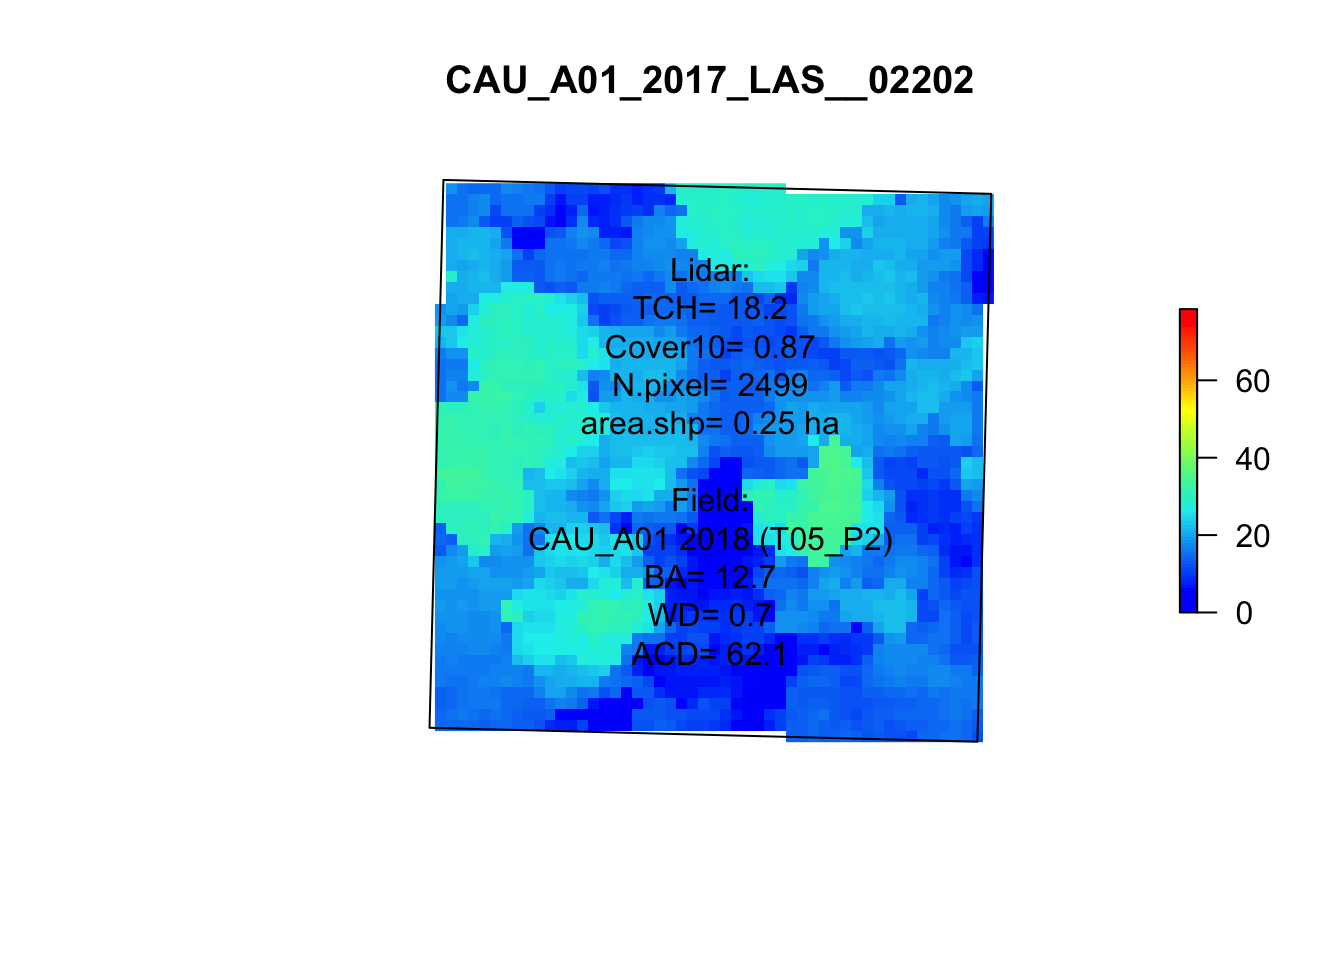 CAU_A01_2017_LAS__02202
Lidar:
TCH= 18.2
Cover10= 0.87
N.pixel= 2499
area.shp= 0.25 ha
Field:
CAU_A01 2018 (T05_P2)
BA= 12.7
WD= 0.7
ACD= 62.1
60
40
20
0